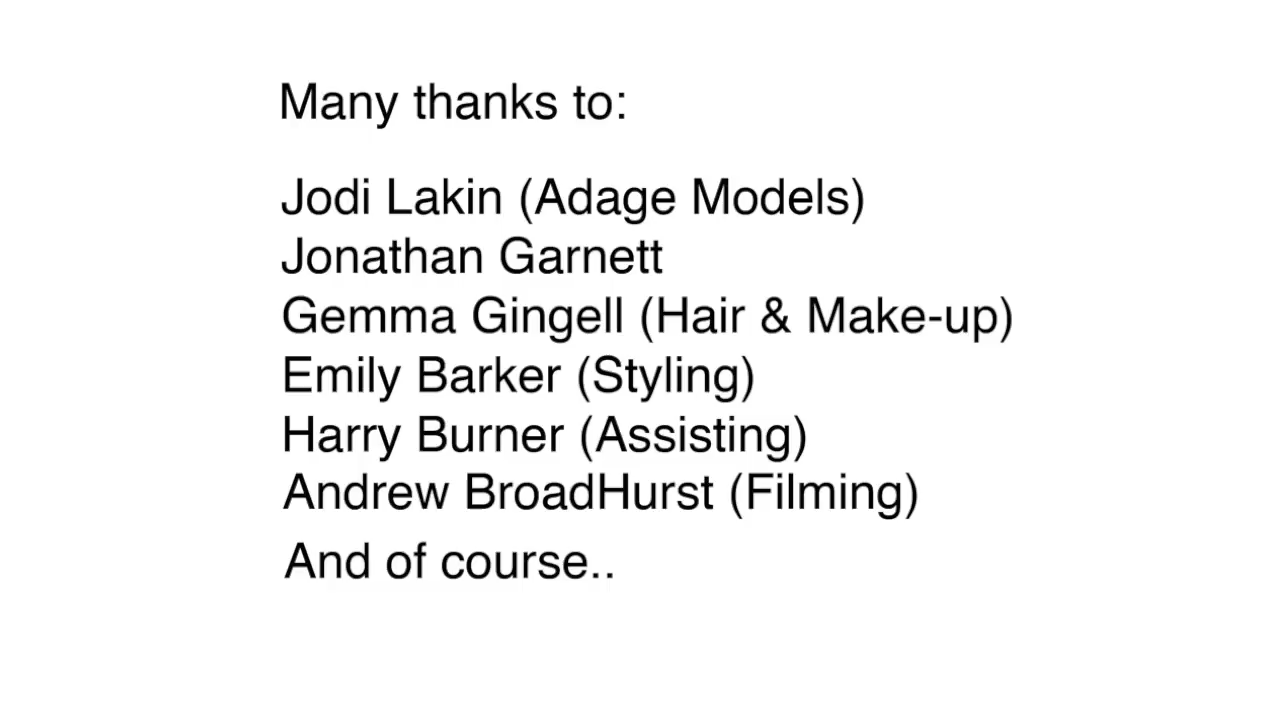 Many thanks to:
Jodi Lakin (Adage Models)
Jonathan Garnett
Gemma Gingell (Hair & Make-up)
Emily Barker (Styling)
Harry Burner (Assisting)
Andrew BroadHurst (Filming)
And of course..